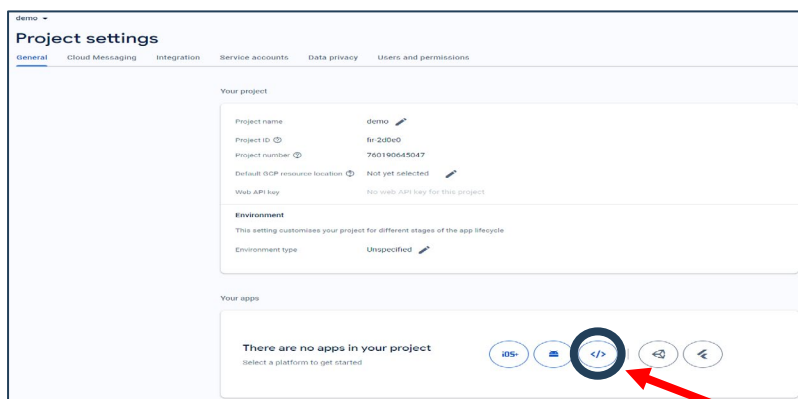 demo
Project settings
General Cloud Messaging Integration Service accounts Data privacy Users and permissions
Your project
Project name demo
Project ID fir-2d0e0
Project number 760190645047
Default GCP resource location Not yet selected
Web API key No web API key for this project
Environment
This setting customises your project for different stages of the app lifecycle
Environment type Unspecified
Your apps
There are no apps in your project
Select a platform to get started
iOS+ </>